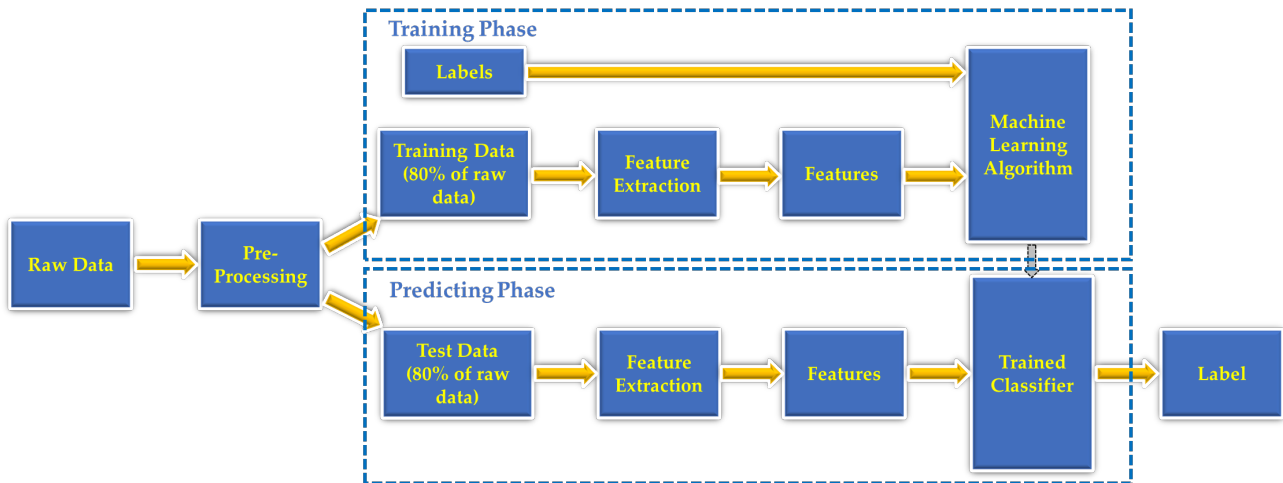 Training Phase
Labels
Machine
Learning
Algorithm
Training Data
(80% of raw
data)
Feature
Extraction
Features
Raw Data
Pre-
Processing
Predicting Phase
Test Data
(80% of raw
data)
Feature
Extraction
Features
Trained
Classifier
Label